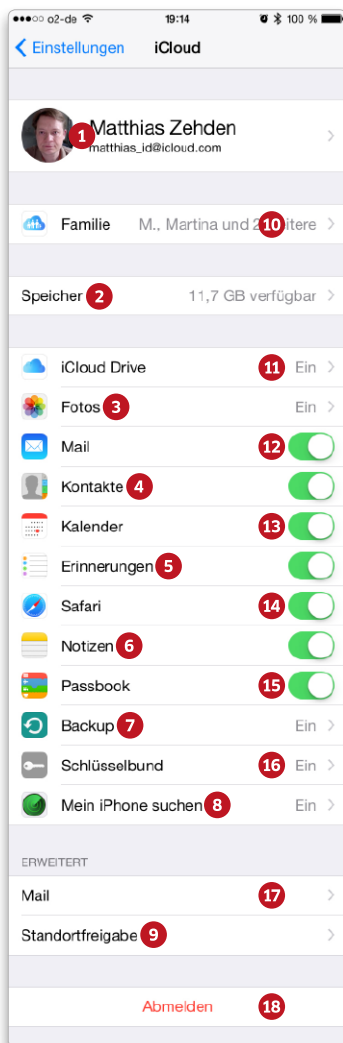 o2-de 19:14 100 %
Einstellungen iCloud
1 Matthias Zehden
matthias_id@icloud.com
Familie M., Martina und 10 itere
Speicher 2 11,7 GB verfügbar
iCloud Drive 11 Ein
Fotos 3 Ein
Mail 12
Kontakte 4
Kalender 13
Erinnerungen 5
Safari 14
Notizen 6
Passbook 15
Backup 7 Ein
Schlüsselbund 16 Ein
Mein iPhone suchen 8 Ein
ERWEITERT
Mail 17
Standortfreigabe 9
Abmelden 18